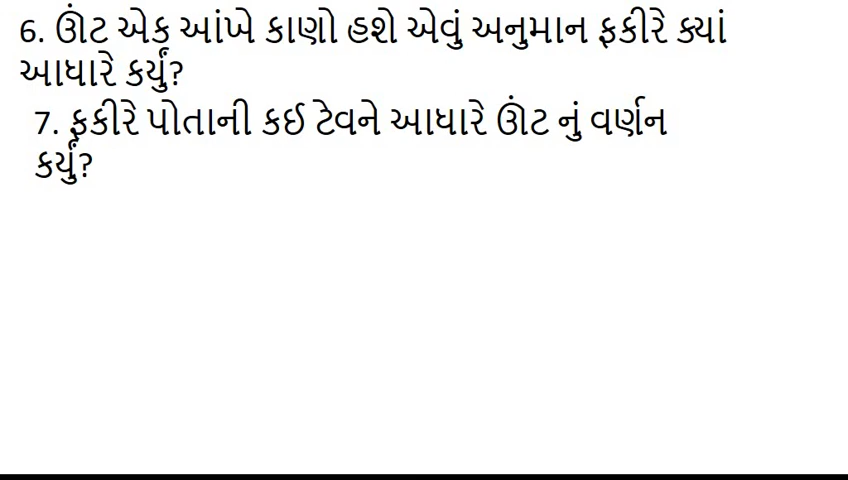 6. ઊંટ એક આંખે કાણો હશે એવું અનુમાન ફકીરે ક્યાં
આધારે કર્યું?
7. ફકીરે પોતાની કઈ ટેવને આધારે ઊંટ નું વર્ણન
કર્યું?